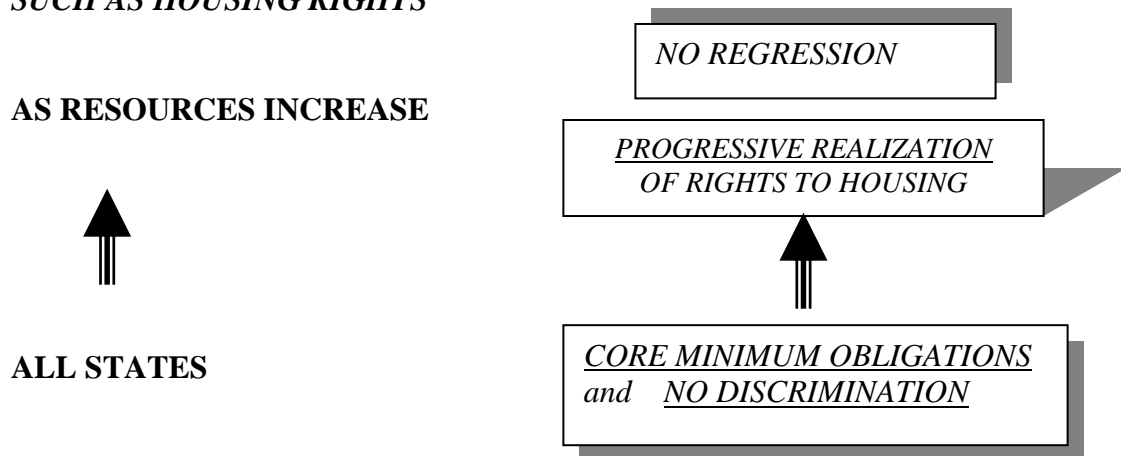 SUCH AS HOUSING RIGHTS
NO REGRESSION
AS RESOURCES INCREASE
PROGRESSIVE REALIZATION
OF RIGHTS TO HOUSING
ALL STATES
CORE MINIMUM OBLIGATIONS
and NO DISCRIMINATION